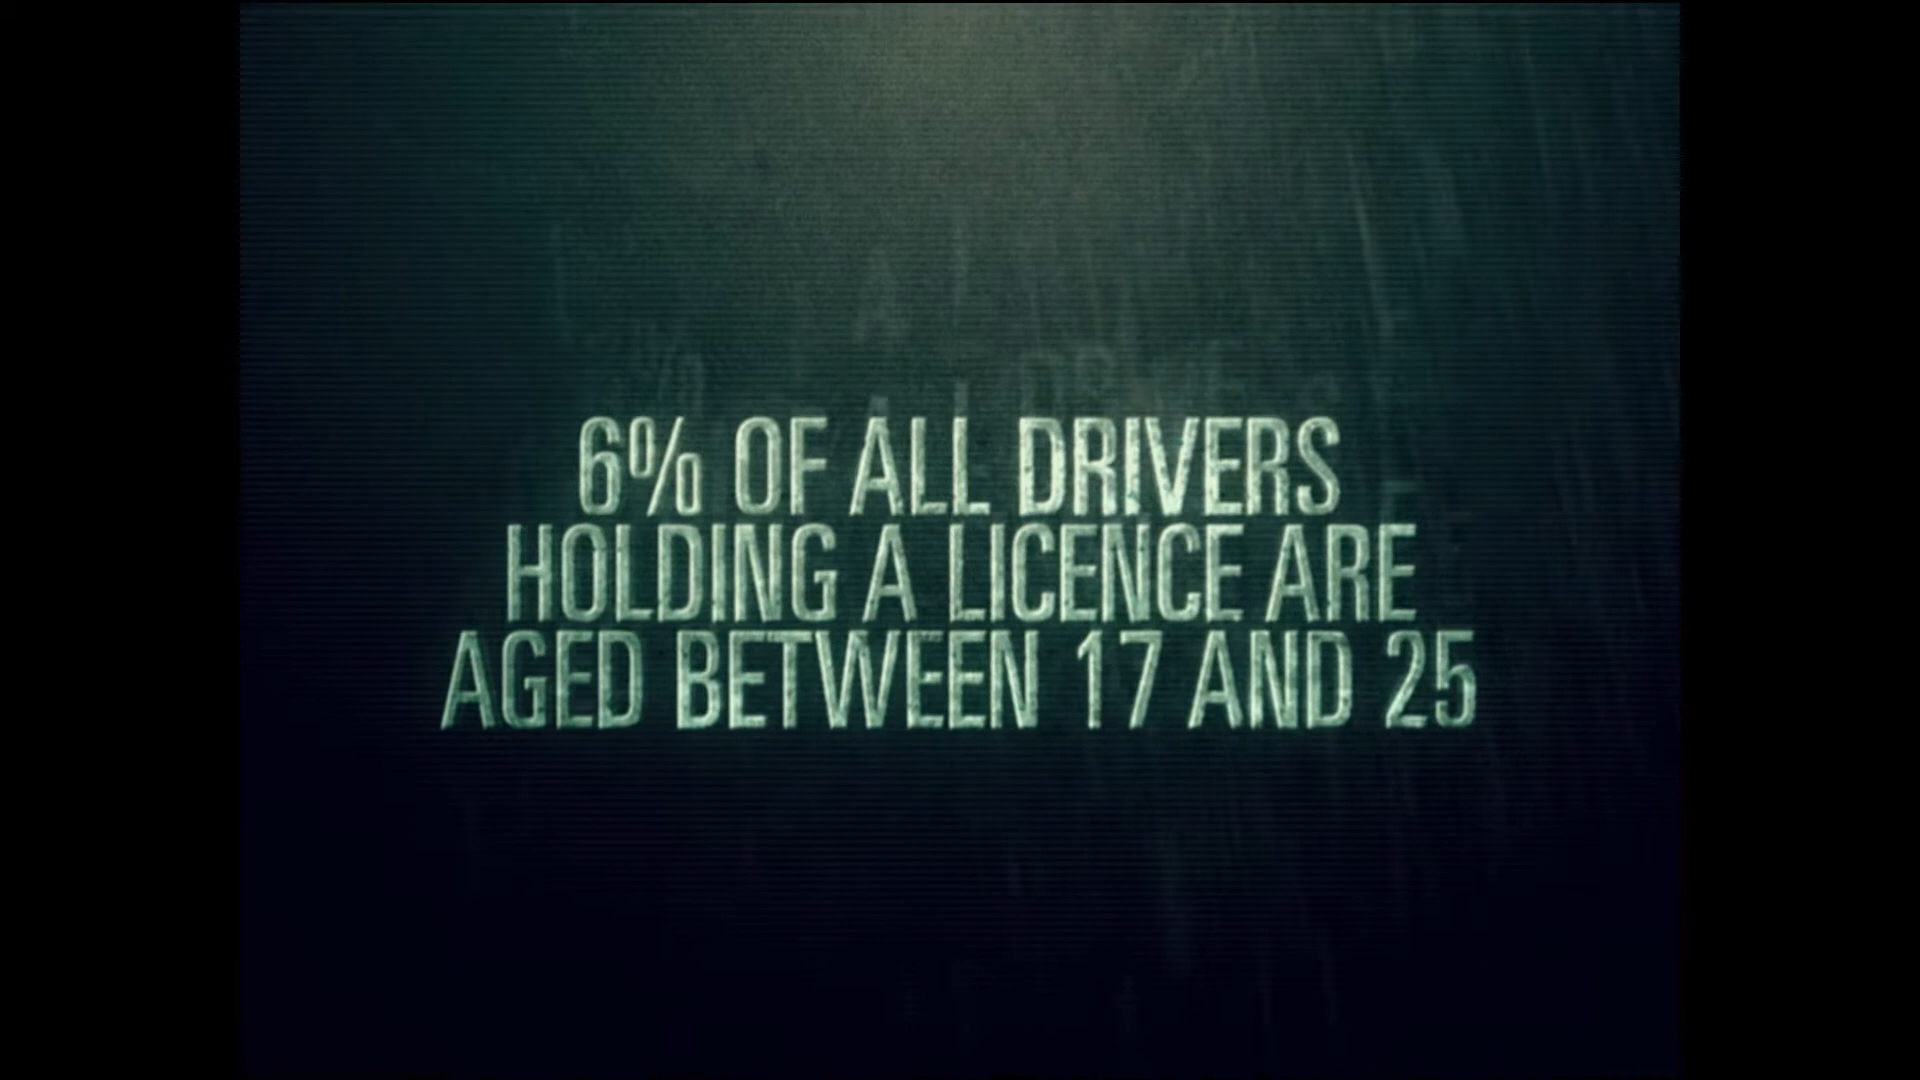 6% OF ALL DRIVERS
HOLDING A LICENCE ARE
AGED BETWEEN 17 AND 25